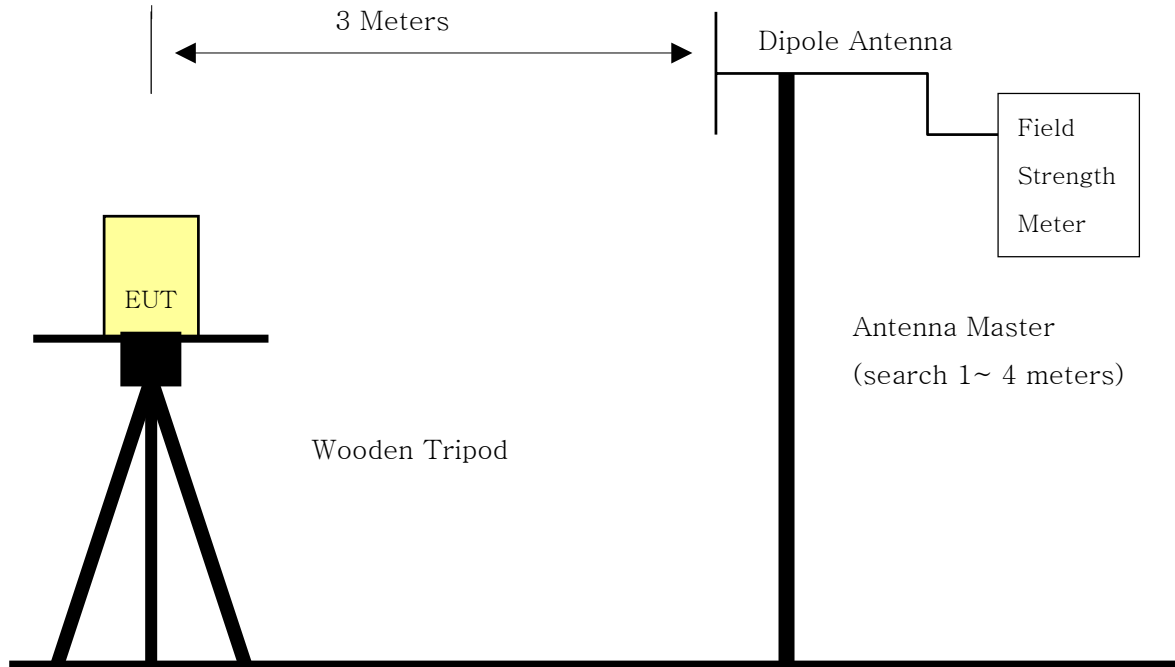 3 Meters
Dipole Antenna
Field
Strength
Meter
EUT
Antenna Master
(search 1~ 4 meters)
Wooden Tripod